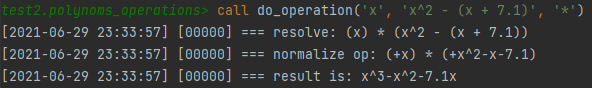 test2.polynoms_operations> call do_operation('x', 'x^2 - (x + 7.1)', '*')
[2021-06-29 23:33:57] [00000] === resolve: (x) * (x^2 - (x + 7.1))
[2021-06-29 23:33:57] [00000] === normalize op: (+x) * (+x^2-x-7.1)
[2021-06-29 23:33:57] [00000] === result is: x^3-x^2-7.1x